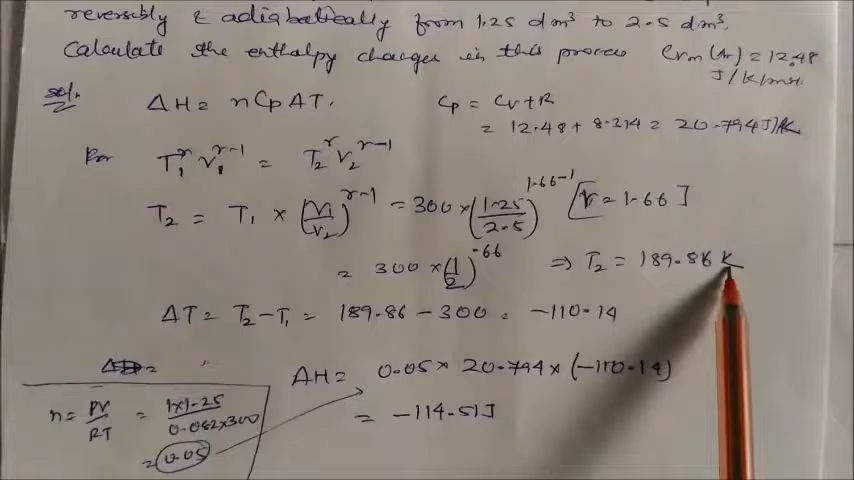 reversibly & adiabatically from 1.25 dm³ to 2.5 dm³.
Calculate the enthalpy changes in this process Cvm (Ar) = 12.48
J/K/mol.
sol. ΔH = nCpΔT. Cp = Cv + R
= 12.48 + 8.314 = 20.794 J/K
For T₁^r V₁^r-1 = T₂^r V₂^r-1
T₂ = T₁ × (V₁/V₂)^r-1 = 300 × (1.25/2.5)^1.66-1 [r = 1.66]
= 300 × (1/2)^.66 ⇒ T₂ = 189.86 K
ΔT = T₂ - T₁ = 189.86 - 300 = -110.14
ΔH = 0.05 × 20.794 × (-110.14)
= -114.51J
n = PV/RT = 1×1.25/0.082×300
= 0.05